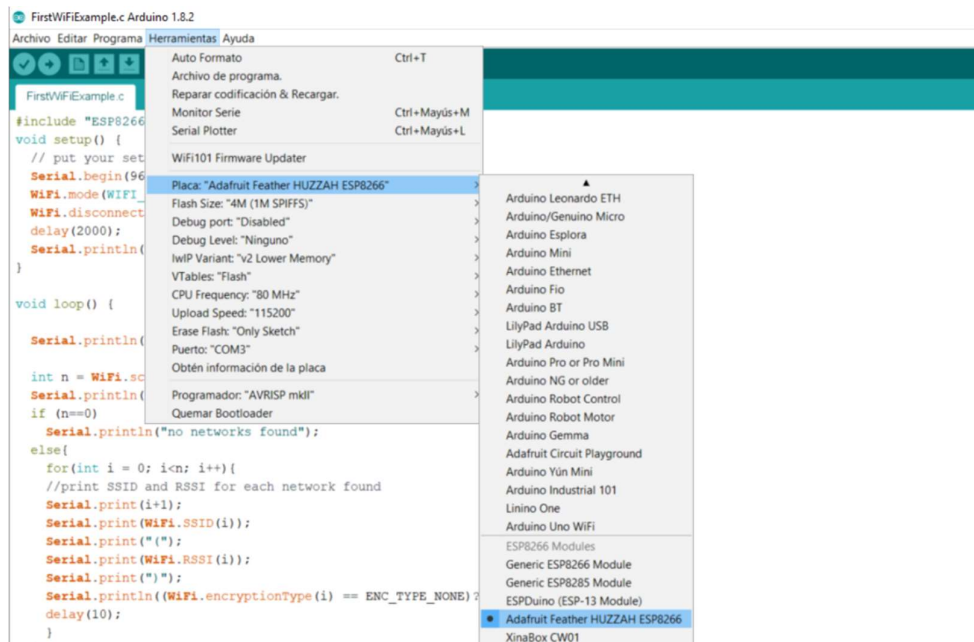 FirstWiFiExample.c Arduino 1.8.2
Archivo Editar Programa Herramientas Ayuda
FirstWiFiExample.c
#include "ESP8266
void setup() {
// put your set
Serial.begin(96
WiFi.mode(WIFI_
WiFi.disconnect
delay(2000);
Serial.println(
}
void loop() {
Serial.println(
int n = WiFi.sc
Serial.println(
if (n==0)
Serial.println("no networks found");
else{
for(int i = 0; i<n; i++){
//print SSID and RSSI for each network found
Serial.print(i+1);
Serial.print(WiFi.SSID(i));
Serial.print("(");
Serial.print(WiFi.RSSI(i));
Serial.print(")");
Serial.println((WiFi.encryptionType(i) == ENC_TYPE_NONE)?
delay(10);
}
Auto Formato Ctrl+T
Archivo de programa.
Reparar codificación & Recargar.
Monitor Serie Ctrl+Mayús+M
Serial Plotter Ctrl+Mayús+L
WiFi101 Firmware Updater
Placa: "Adafruit Feather HUZZAH ESP8266"
Flash Size: "4M (1M SPIFFS)"
Debug port: "Disabled"
Debug Level: "Ninguno"
IwIP Variant: "v2 Lower Memory"
VTables: "Flash"
CPU Frequency: "80 MHz"
Upload Speed: "115200"
Erase Flash: "Only Sketch"
Puerto: "COM3"
Obtén información de la placa
Programador: "AVRISP mkII"
Quemar Bootloader
Arduino Leonardo ETH
Arduino/Genuino Micro
Arduino Esplora
Arduino Mini
Arduino Ethernet
Arduino Fio
Arduino BT
LilyPad Arduino USB
LilyPad Arduino
Arduino Pro or Pro Mini
Arduino NG or older
Arduino Robot Control
Arduino Robot Motor
Arduino Gemma
Adafruit Circuit Playground
Arduino Yún Mini
Arduino Industrial 101
Linino One
Arduino Uno WiFi
ESP8266 Modules
Generic ESP8266 Module
Generic ESP8285 Module
ESPDuino (ESP-13 Module)
Adafruit Feather HUZZAH ESP8266
XinaBox CW01